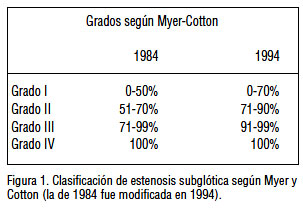 Grados según Myer-Cotton
1984 1994
Grado I 0-50% 0-70%
Grado II 51-70% 71-90%
Grado III 71-99% 91-99%
Grado IV 100% 100%
Figura 1. Clasificación de estenosis subglótica según Myer y
Cotton (la de 1984 fue modificada en 1994).